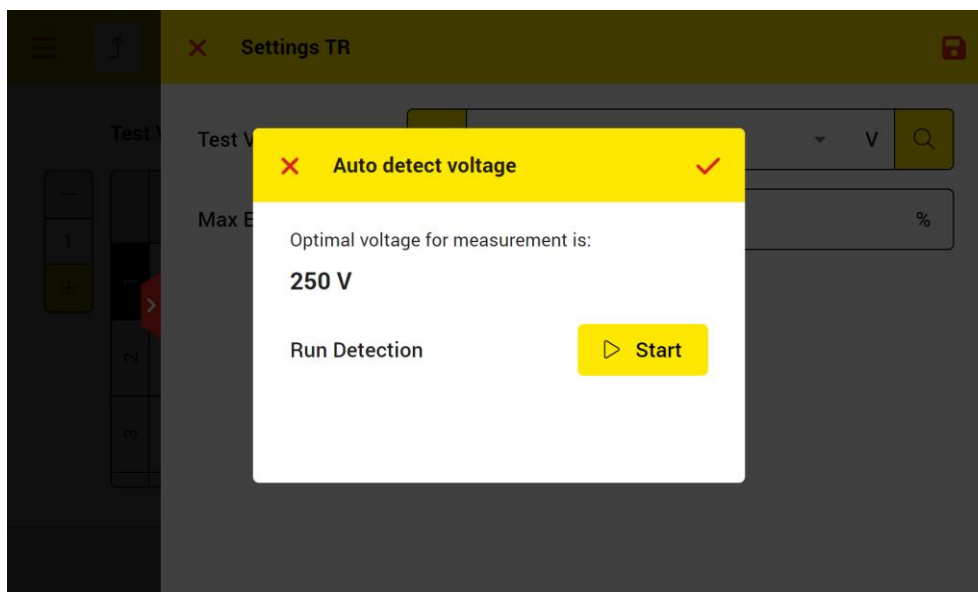 Settings TR
Test V
Test V
V
Auto detect voltage
Max E
%
Optimal voltage for measurement is:
250 V
Run Detection
Start
1
1
2
3